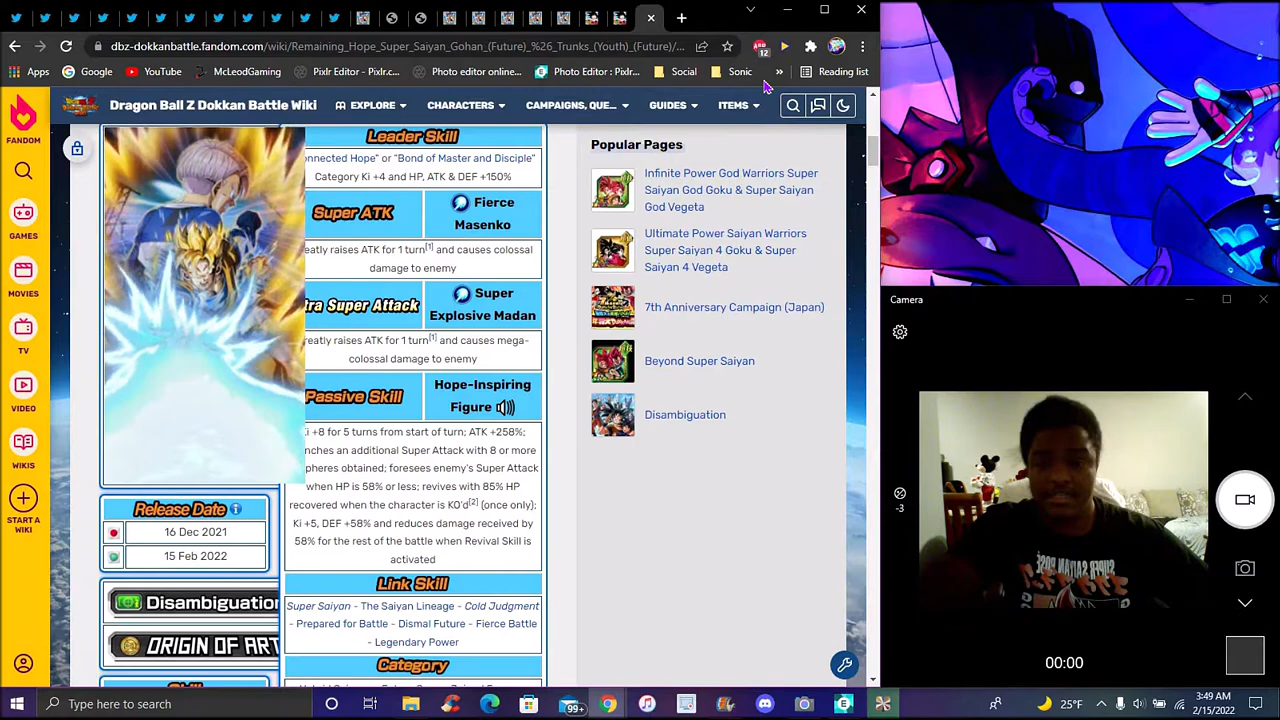 12
dbz-dokkanbattle.fandom.com/wiki/Remaining_Hope_Super_Saiyan_Gohan_(Future)_%26_Trunks_(Youth)_(Future)/...
Apps
Google
YouTube
McLeodGaming
Pixlr Editor - Pixlr.c...
Photo editor online...
Photo Editor : Pixlr...
Social
Sonic
»
Reading list
FANDOM
GAMES
MOVIES
TV
VIDEO
WIKIS
START A
WIKI
Dragon Ball Z Dokkan Battle Wiki
EXPLORE
CHARACTERS
CAMPAIGNS, QUE...
GUIDES
ITEMS
Leader Skill
onnected Hope" or "Bond of Master and Disciple"
Category Ki +4 and HP, ATK & DEF +150%
Super ATK
Fierce
Masenko
eatly raises ATK for 1 turn[1] and causes colossal
damage to enemy
tra Super Attack
Super
Explosive Madan
reatly raises ATK for 1 turn[1] and causes mega-
colossal damage to enemy
Passive Skill
Hope-Inspiring
Figure
i +8 for 5 turns from start of turn; ATK +258%;
nches an additional Super Attack with 8 or more
pheres obtained; foresees enemy's Super Attack
when HP is 58% or less; revives with 85% HP
recovered when the character is KO'd[2] (once only);
Ki +5, DEF +58% and reduces damage received by
58% for the rest of the battle when Revival Skill is
activated
Link Skill
Super Saiyan - The Saiyan Lineage - Cold Judgment
- Prepared for Battle - Dismal Future - Fierce Battle
- Legendary Power
Category
Release Date
16 Dec 2021
15 Feb 2022
Disambiguation
ORIGIN OF ART
Popular Pages
Infinite Power God Warriors Super
Saiyan God Goku & Super Saiyan
God Vegeta
Ultimate Power Saiyan Warriors
Super Saiyan 4 Goku & Super
Saiyan 4 Vegeta
7th Anniversary Campaign (Japan)
Beyond Super Saiyan
Disambiguation
Camera
-3
00:00
Type here to search
99+
25°F
3:49 AM
2/15/2022